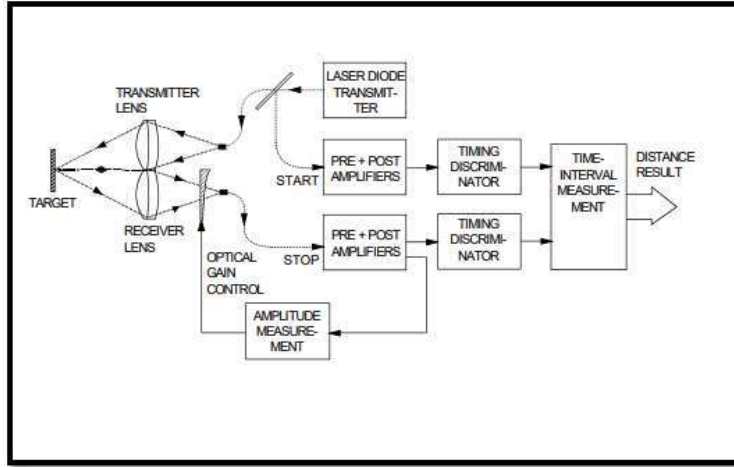 LASER DIODE
TRANSMIT-
TER
TRANSMITTER
LENS
TARGET
RECEIVER
LENS
START
PRE + POST
AMPLIFIERS
TIMING
DISCRIMI-
NATOR
TIME-
INTERVAL
MEASURE-
MENT
DISTANCE
RESULT
OPTICAL
GAIN
CONTROL
STOP
PRE + POST
AMPLIFIERS
TIMING
DISCRIMI-
NATOR
AMPLITUDE
MEASURE-
MENT